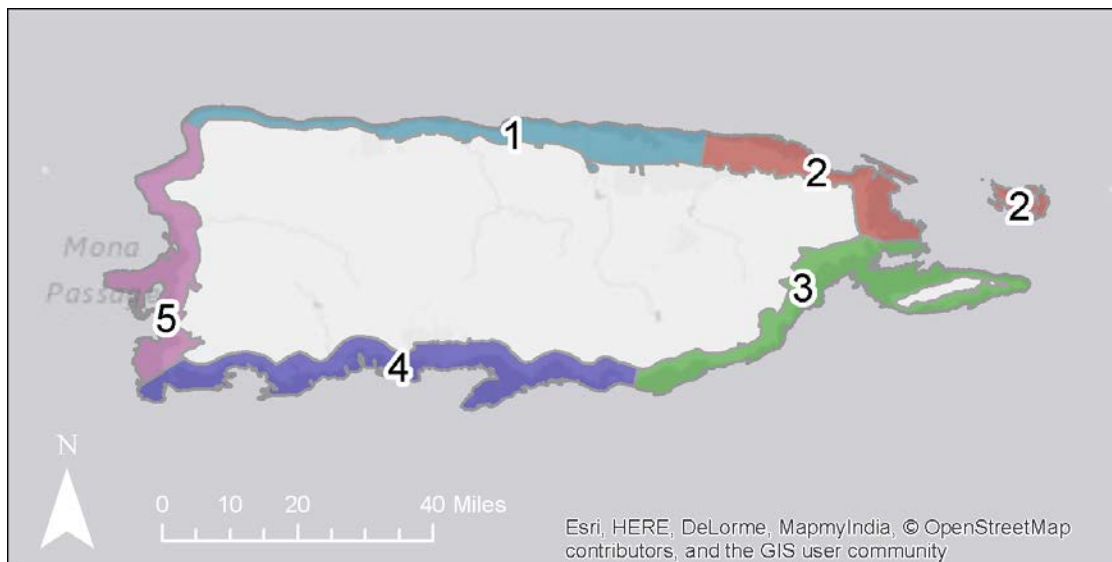 1
2
2
Mona
Passage
3
5
4
N
0 10 20 40 Miles
Esri, HERE, DeLorme, MapmyIndia, © OpenStreetMap
contributors, and the GIS user community